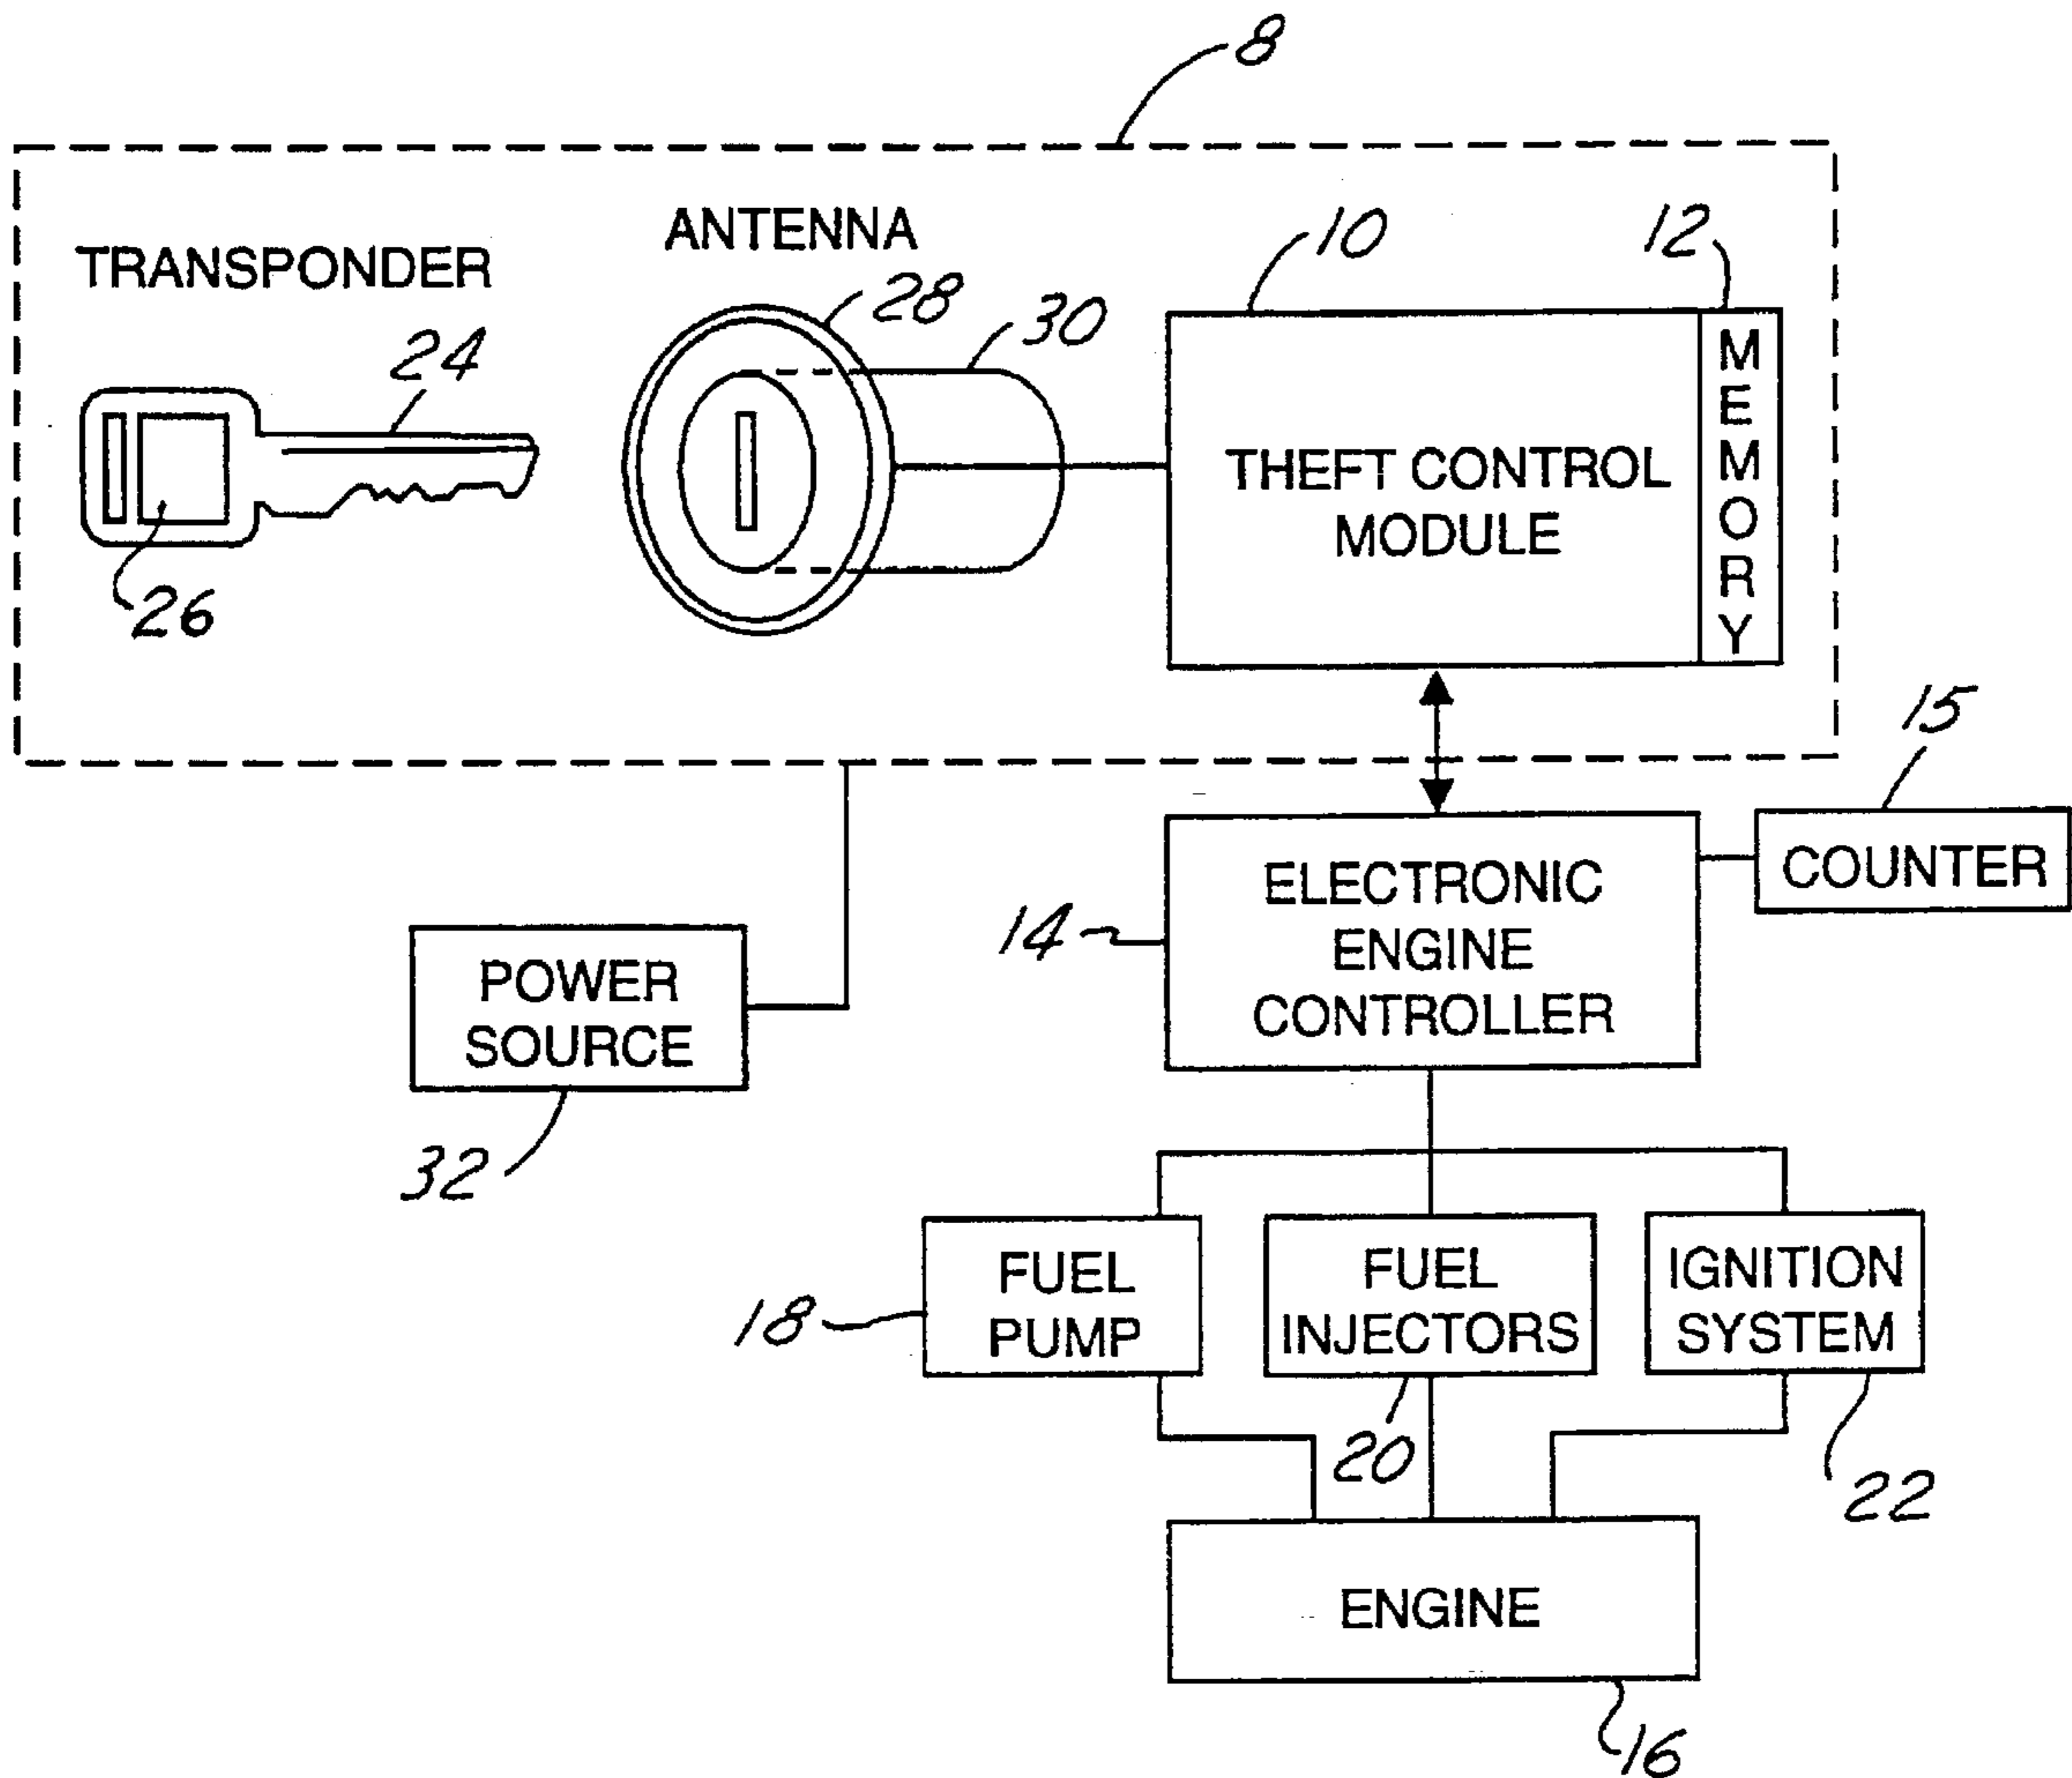 8
TRANSPONDER
ANTENNA
10
12
28
30
24
26
THEFT CONTROL
MODULE
MEMORY
15
COUNTER
ELECTRONIC
ENGINE
CONTROLLER
14
POWER
SOURCE
32
FUEL
PUMP
18
FUEL
INJECTORS
20
IGNITION
SYSTEM
22
ENGINE
16